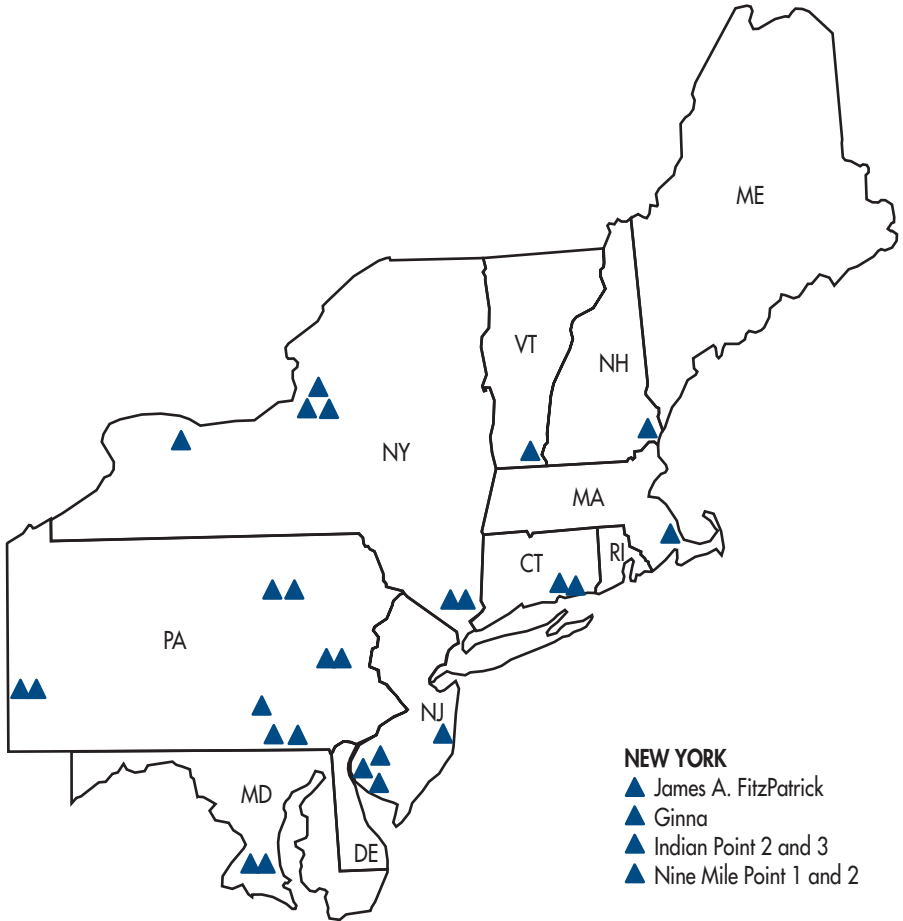 ME
VT
NH
NY
MA
CT
RI
PA
NJ
MD
DE
NEW YORK
James A. FitzPatrick
Ginna
Indian Point 2 and 3
Nine Mile Point 1 and 2